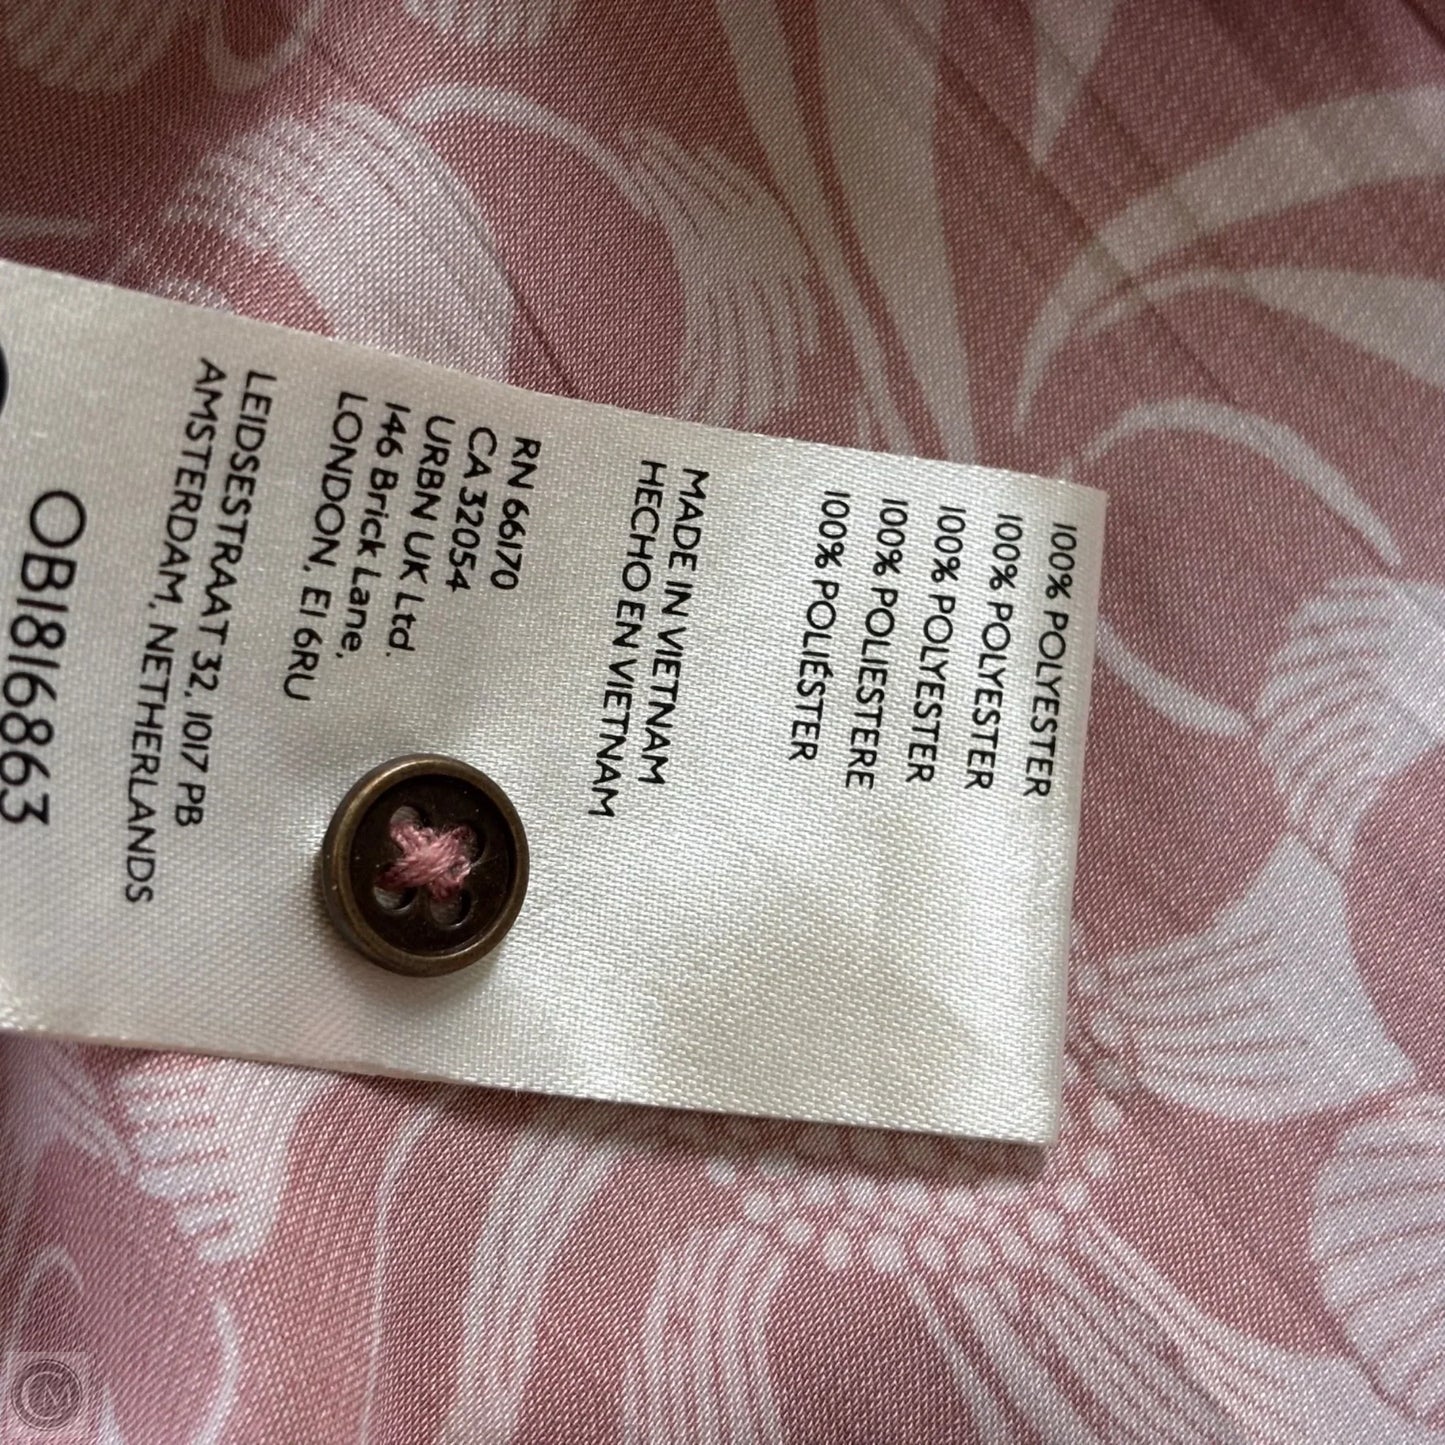 100% POLYESTER
100% POLYESTER
100% POLYESTER
100% POLIESTERE
100% POLIÉSTER
MADE IN VIETNAM
HECHO EN VIETNAM
RN 66170
CA 32054
URBN UK Ltd.
146 Brick Lane,
LONDON, E1 6RU
LEIDSESTRAAT 32, 1017 PB
AMSTERDAM, NETHERLANDS
OB1816863
CM